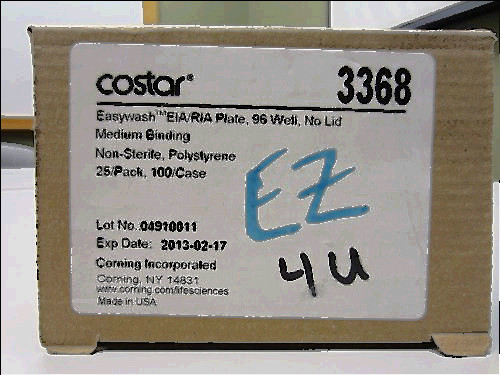 costar® 3368
Easywash™ EIA/RIA Plate, 96 Well, No Lid
Medium Binding
Non-Sterile, Polystyrene
25/Pack, 100/Case
EZ
Lot No. 04910011
Exp Date: 2013-02-17
4U
Corning Incorporated
Corning, NY 14831
www.corning.com/lifesciences
Made in USA